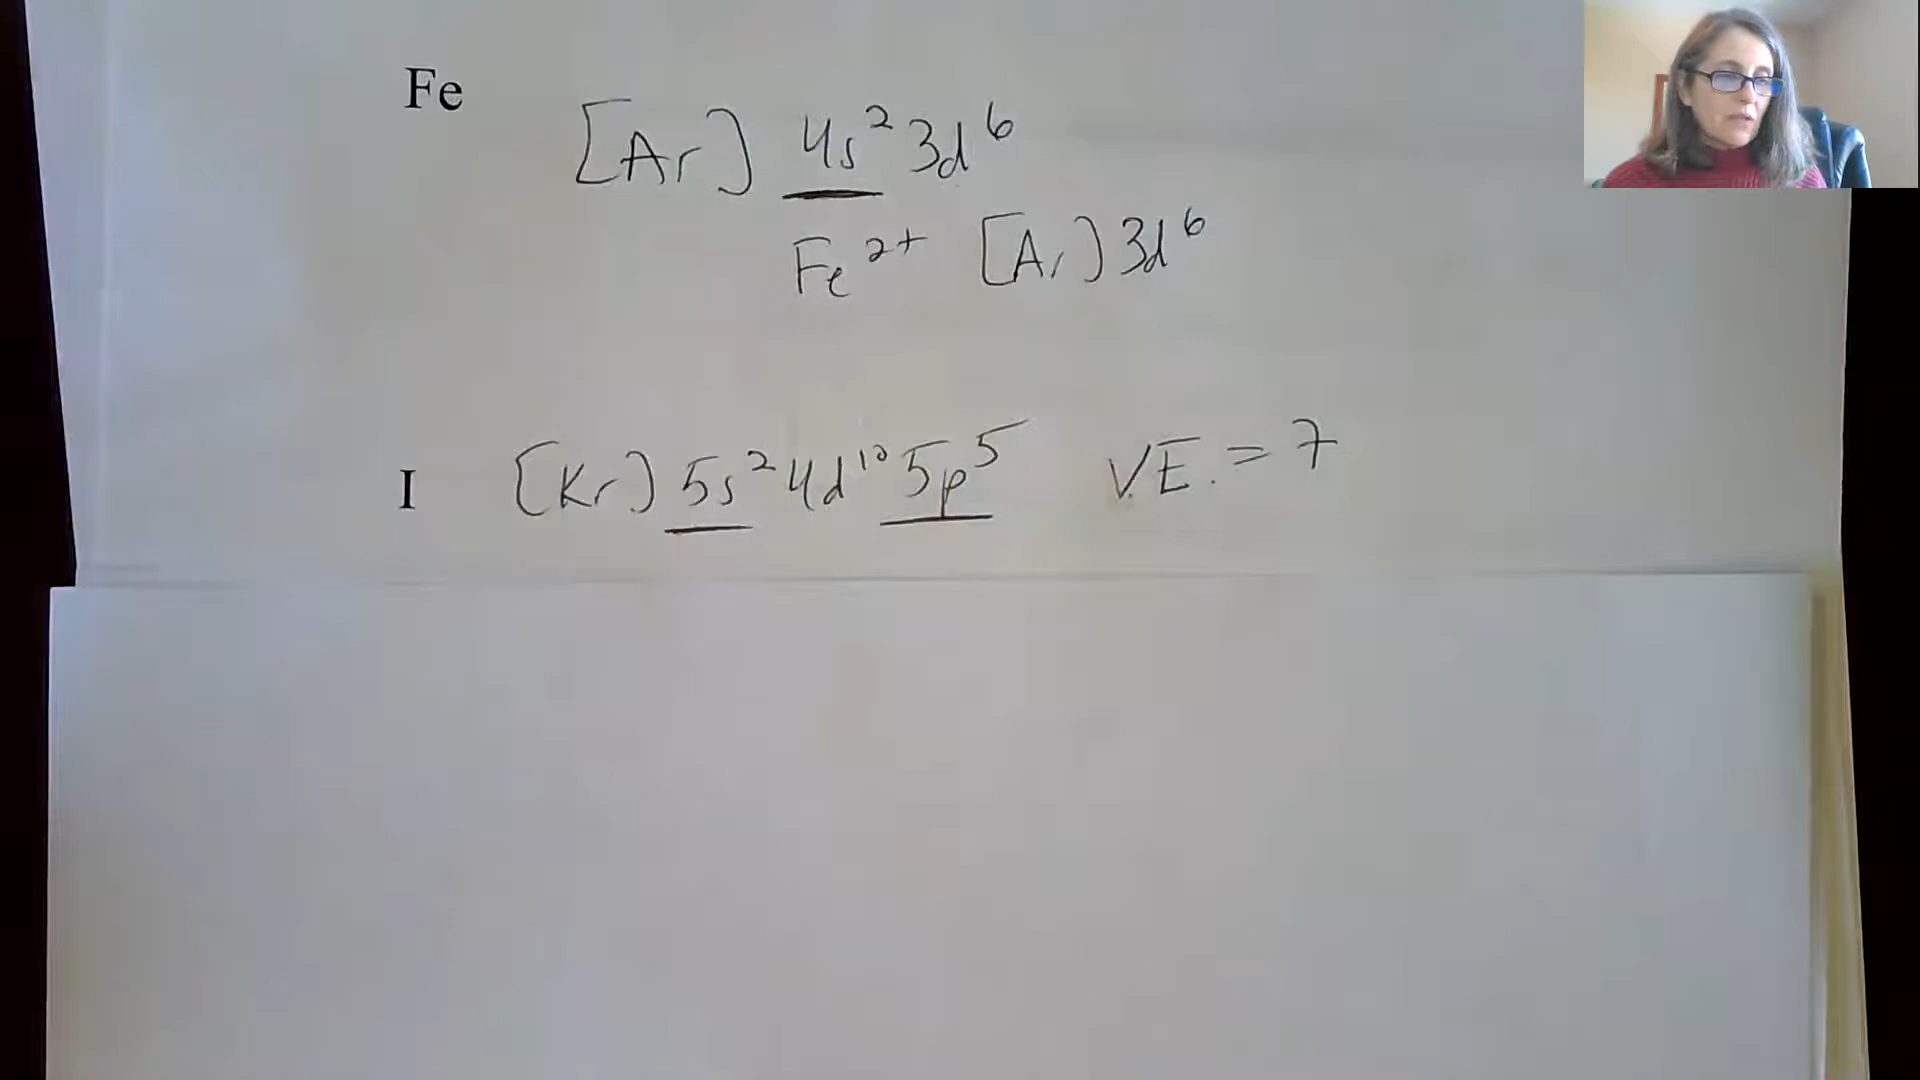 Fe
[Ar] 4s² 3d⁶
Fe²⁺ [Ar] 3d⁶
I [Kr] 5s² 4d¹⁰ 5p⁵ V.E. = 7